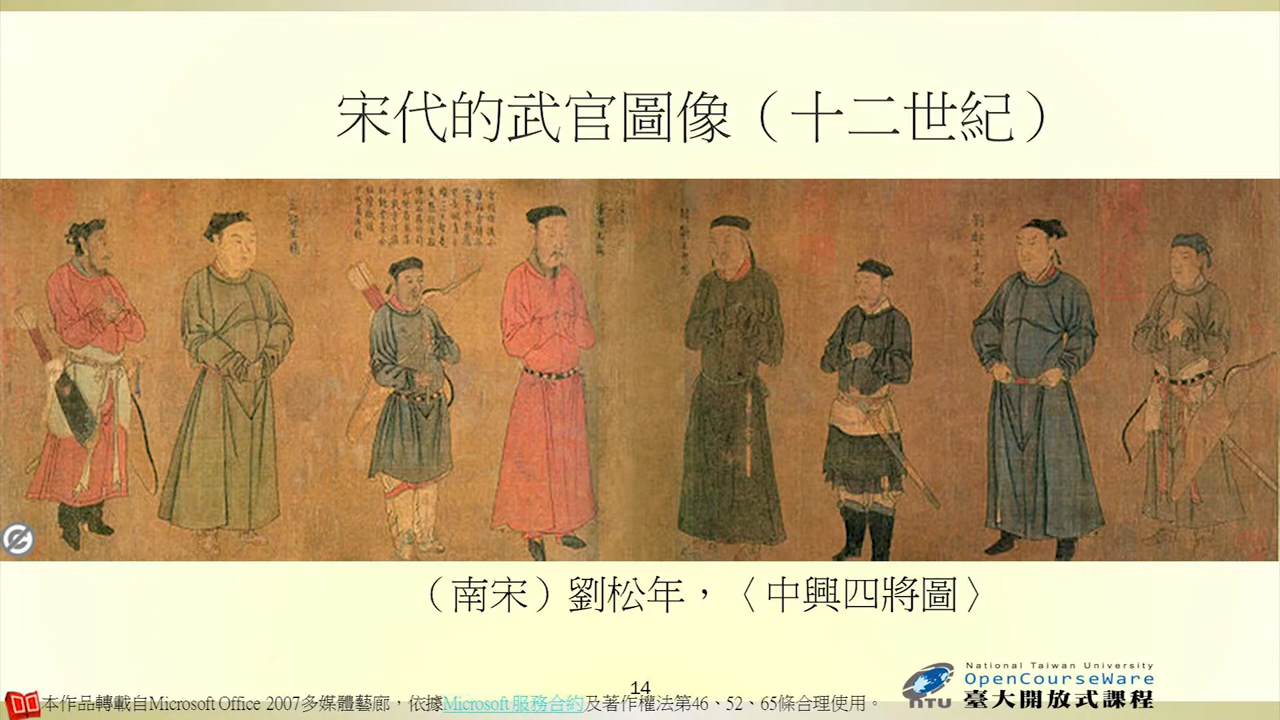 宋代的武官圖像（十二世紀）
（南宋）劉松年，〈中興四將圖〉
14
本作品轉載自Microsoft Office 2007多媒體藝廊，依據Microsoft 服務合約及著作權法第46、52、65條合理使用。
National Taiwan University
OpenCourseWare
NTU 臺大開放式課程